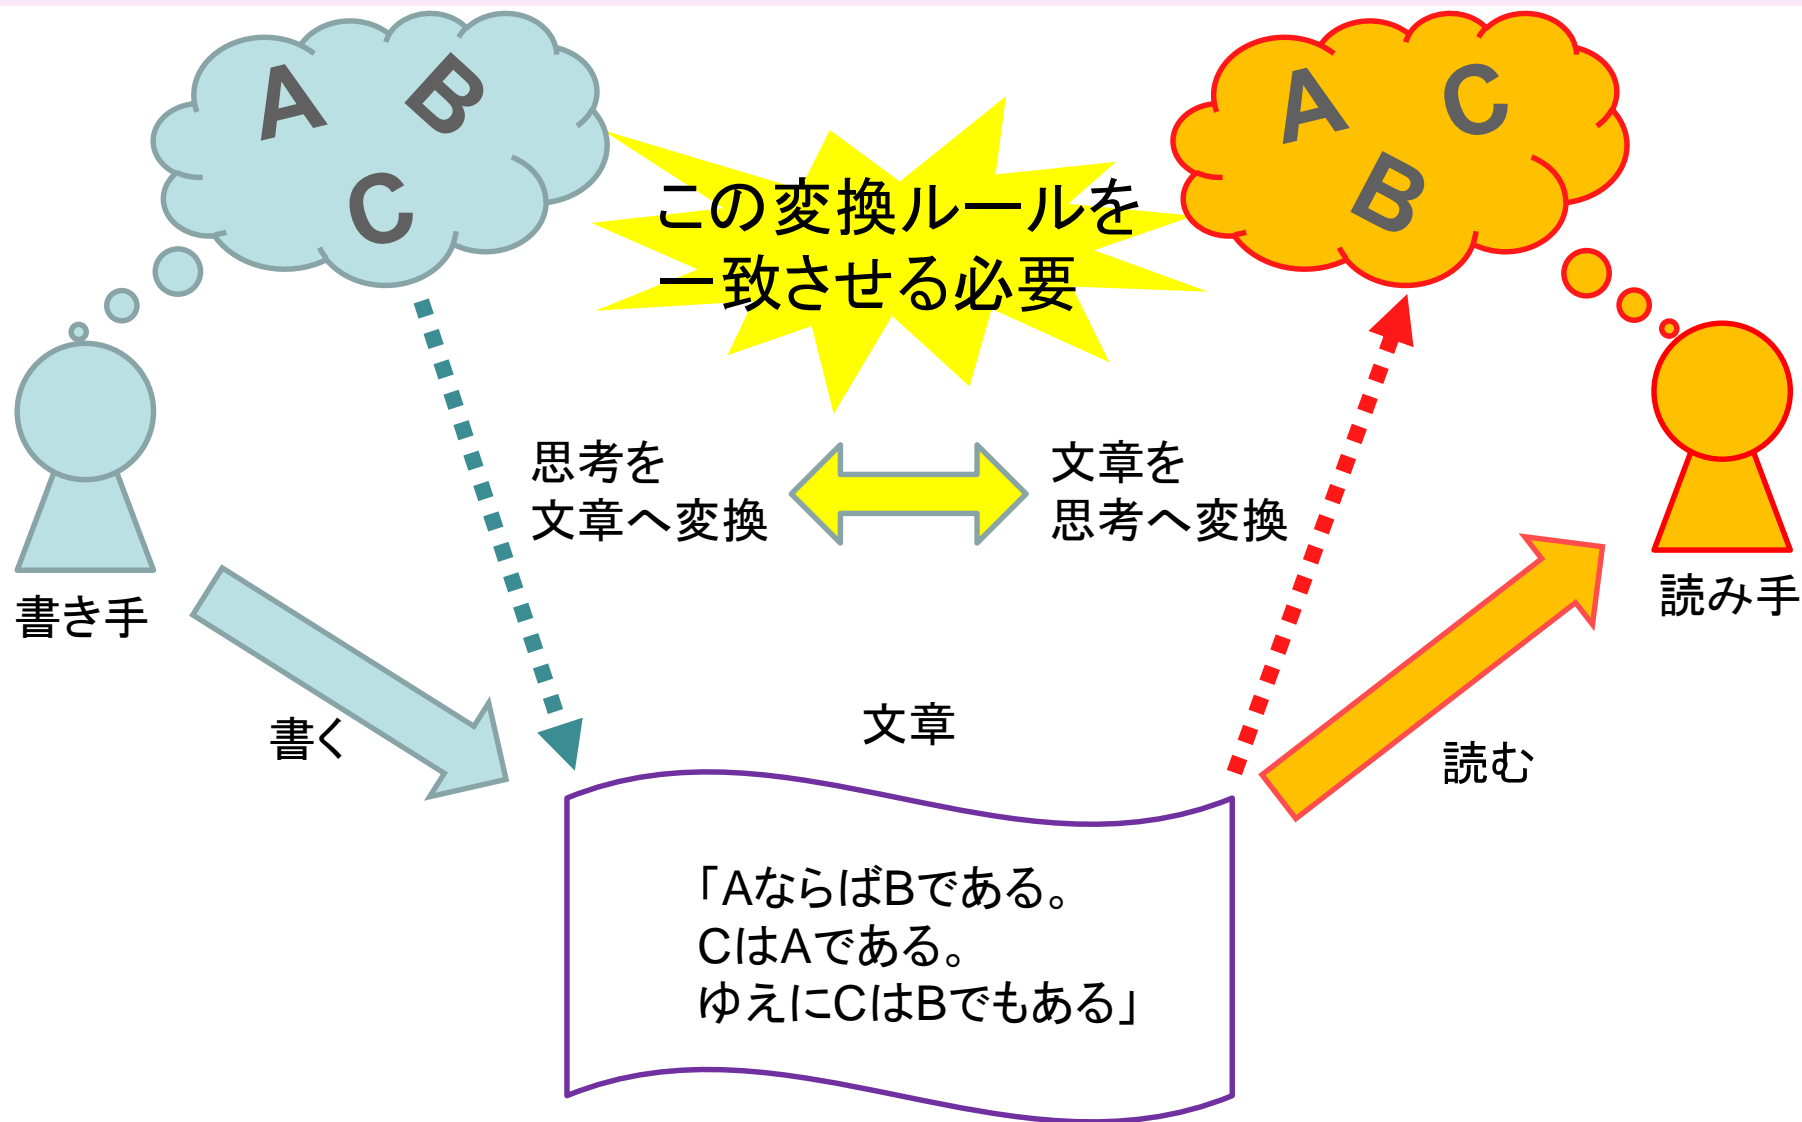 A B
C
A C
B
この変換ルールを
一致させる必要
思考を
文章へ変換
文章を
思考へ変換
書き手
読み手
書く
文章
読む
「AならばBである。
CはAである。
ゆえにCはBでもある」